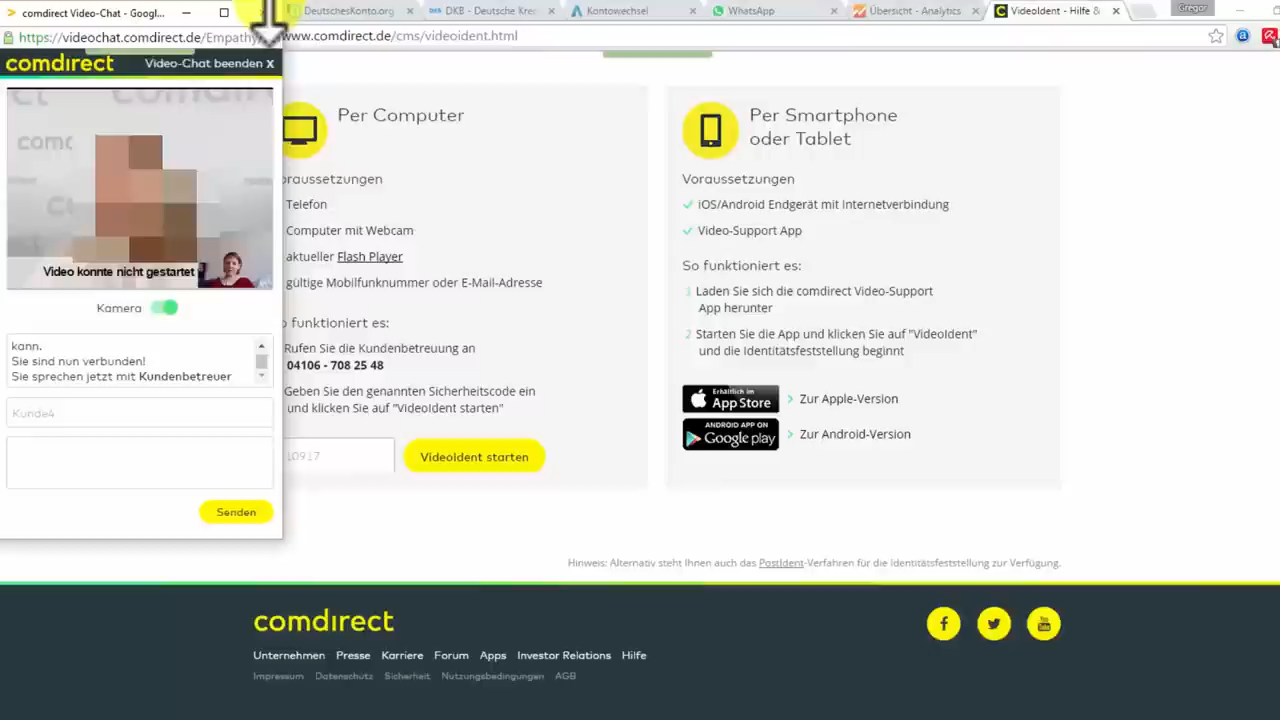 comdirect Video-Chat - Googl...
DeutschesKonto.org
DKB - Deutsche Kre
Kontowechsel
WhatsApp
Übersicht - Analytics
VideoIdent - Hilfe &
Gregor
https://videochat.comdirect.de/Empathy
www.comdirect.de/cms/videoident.html
comdirect
Video-Chat beenden x
Video konnte nicht gestartet
Kamera
kann.
Sie sind nun verbunden!
Sie sprechen jetzt mit Kundenbetreuer
Kunde4
Senden
Per Computer
oraussetzungen
Telefon
Computer mit Webcam
aktueller Flash Player
gültige Mobilfunknummer oder E-Mail-Adresse
o funktioniert es:
Rufen Sie die Kundenbetreuung an
04106 - 708 25 48
Geben Sie den genannten Sicherheitscode ein
und klicken Sie auf "VideoIdent starten"
10917
VideoIdent starten
Per Smartphone
oder Tablet
Voraussetzungen
iOS/Android Endgerät mit Internetverbindung
Video-Support App
So funktioniert es:
1 Laden Sie sich die comdirect Video-Support
App herunter
2 Starten Sie die App und klicken Sie auf "VideoIdent"
und die Identitätsfeststellung beginnt
Erhältlich im
App Store
Zur Apple-Version
ANDROID APP ON
Google play
Zur Android-Version
Hinweis: Alternativ steht Ihnen auch das PostIdent-Verfahren für die Identitätsfeststellung zur Verfügung.
comdirect
Unternehmen Presse Karriere Forum Apps Investor Relations Hilfe
Impressum Datenschutz Sicherheit Nutzungsbedingungen AGB